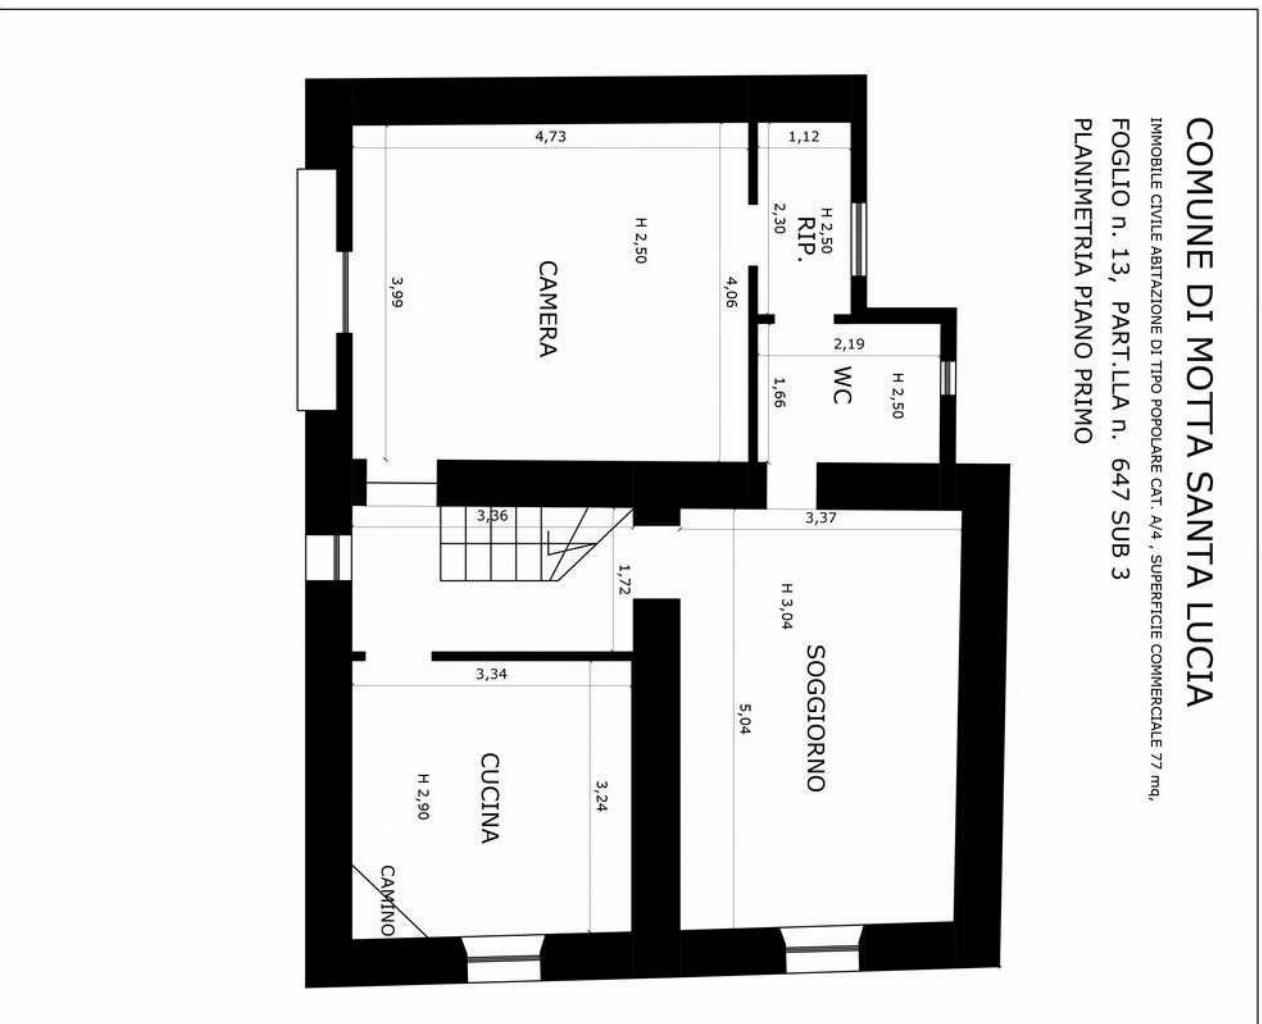 COMUNE DI MOTTA SANTA LUCIA
IMMOBILE CIVILE ABITAZIONE DI TIPO POPOLARE CAT. A/4 , SUPERFICIE COMMERCIALE 77 mq,
FOGLIO n. 13, PART.LLA n. 647 SUB 3
PLANIMETRIA PIANO PRIMO
4,73
1,12
H 2,50
RIP.
2,30
H 2,50
CAMERA
3,99
4,06
2,19
WC
H 2,50
1,66
3,36
3,37
1,72
H 3,04
SOGGIORNO
5,04
3,34
CUCINA
H 2,90
3,24
CAMINO